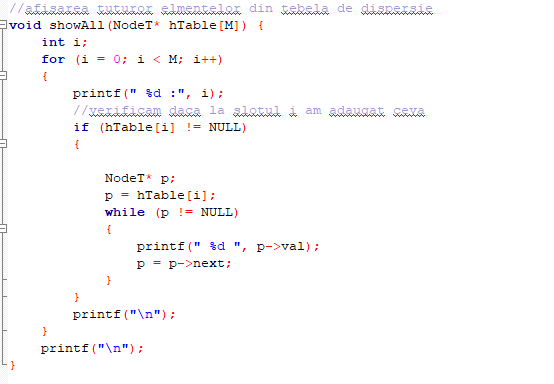 //afisarea tuturor elmentelor din tebela de dispersie
void showAll(NodeT* hTable[M]) {
    int i;
    for (i = 0; i < M; i++)
    {
        printf(" %d :", i);
        //verificam daca la slotul i am adaugat ceva
        if (hTable[i] != NULL)
        {
            NodeT* p;
            p = hTable[i];
            while (p != NULL)
            {
                printf(" %d ", p->val);
                p = p->next;
            }
        }
        printf("\n");
    }
    printf("\n");
}